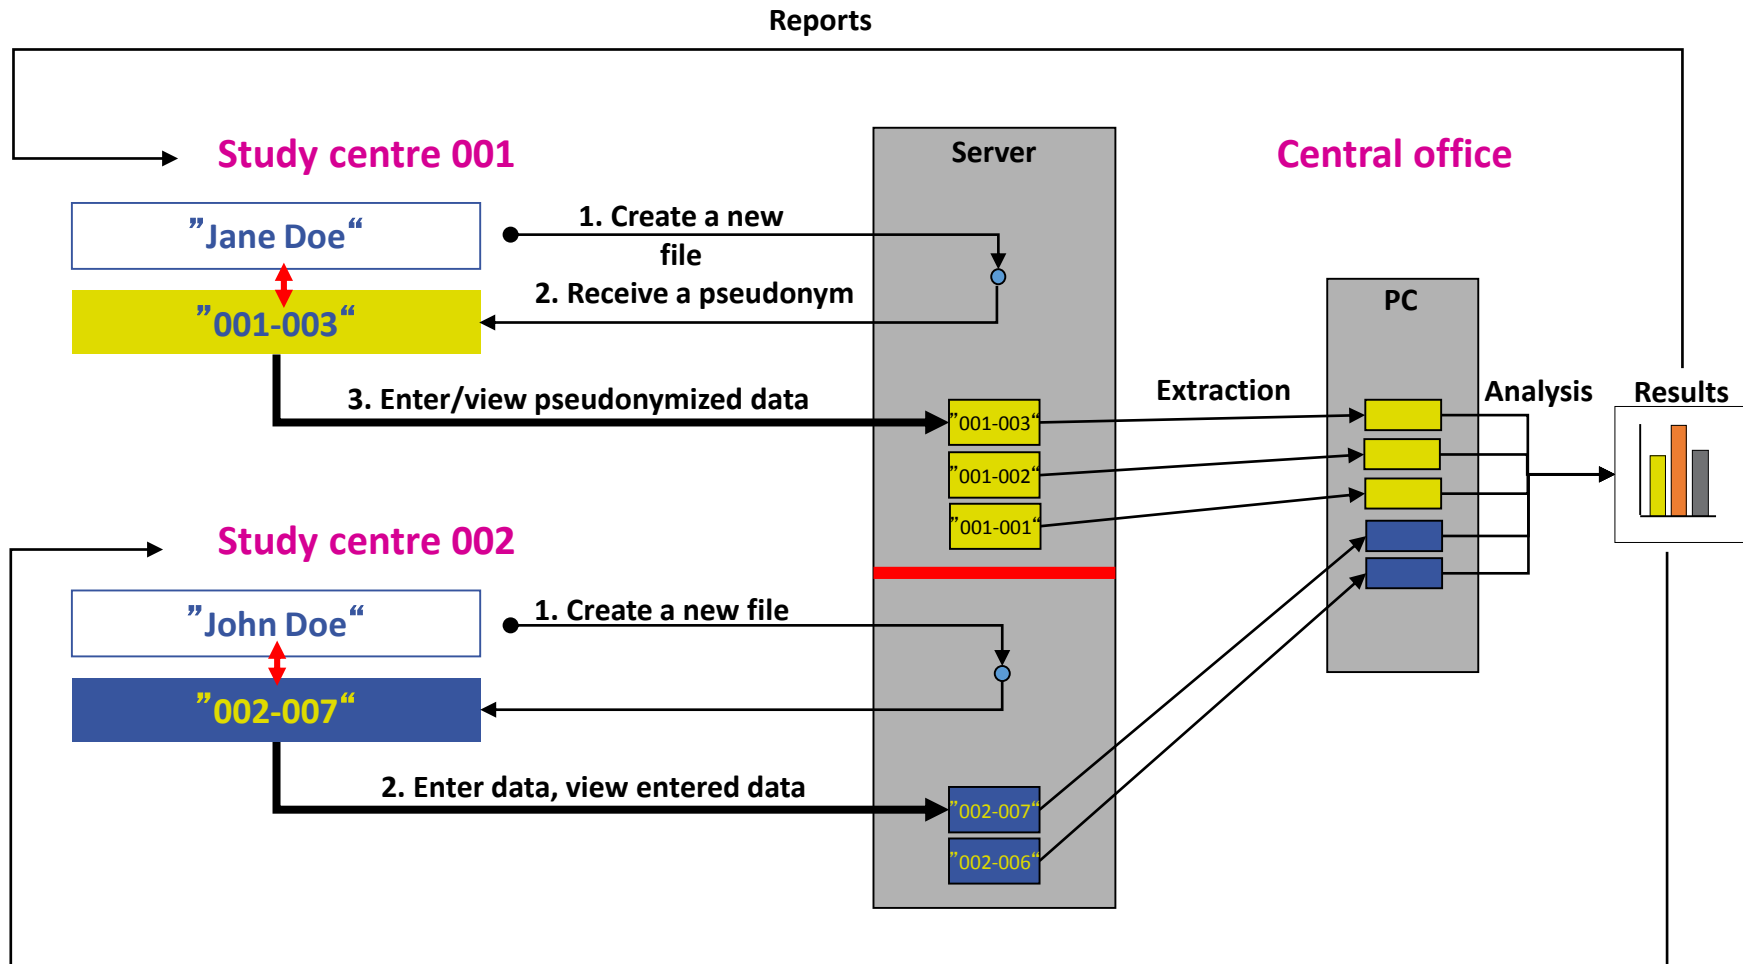 Reports
Study centre 001
Server
Central office
”Jane Doe“
1. Create a new
file
2. Receive a pseudonym
”001-003“
PC
3. Enter/view pseudonymized data
Extraction
Analysis
Results
”001-003“
”001-002“
”001-001“
Study centre 002
”John Doe“
1. Create a new file
”002-007“
2. Enter data, view entered data
”002-007“
”002-006“